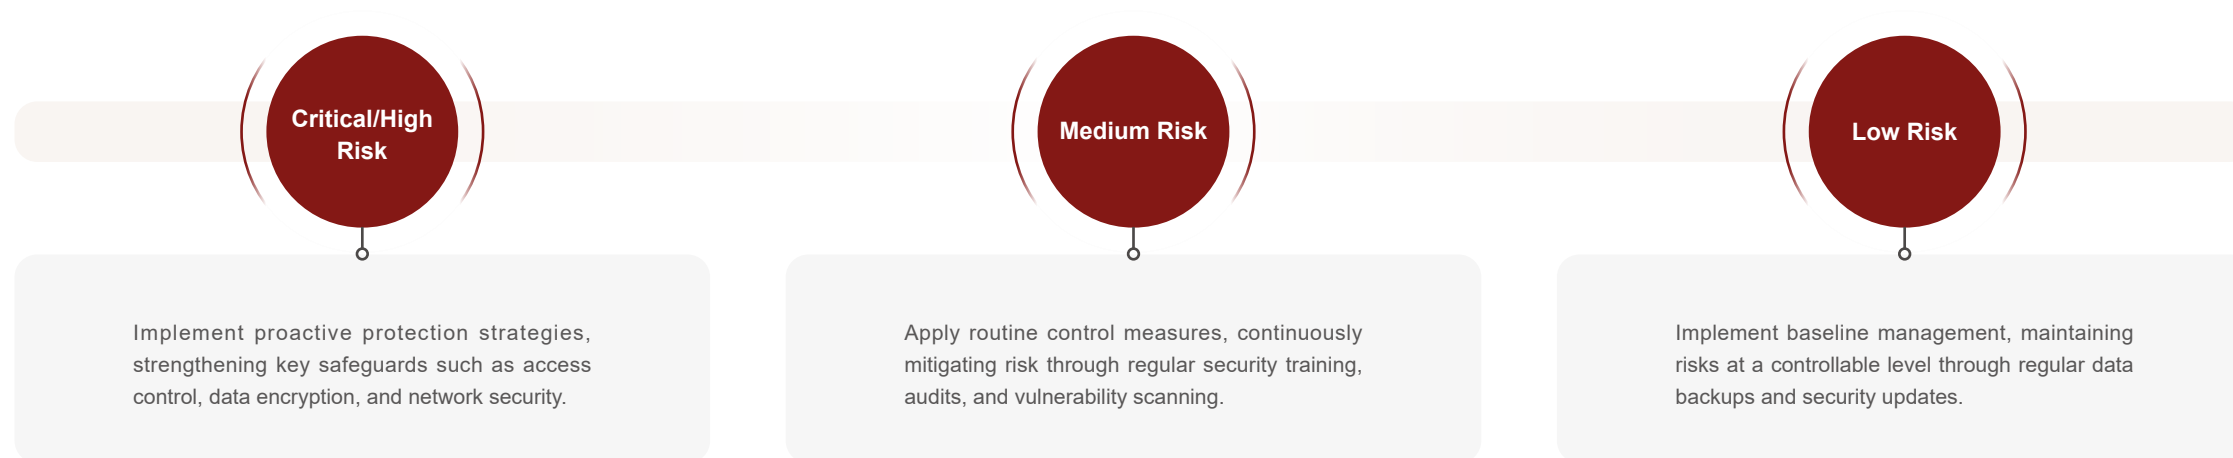 Critical/High
Risk
Medium Risk
Low Risk
Implement proactive protection strategies,
strengthening key safeguards such as access
control, data encryption, and network security.
Apply routine control measures, continuously
mitigating risk through regular security training,
audits, and vulnerability scanning.
Implement baseline management, maintaining
risks at a controllable level through regular data
backups and security updates.